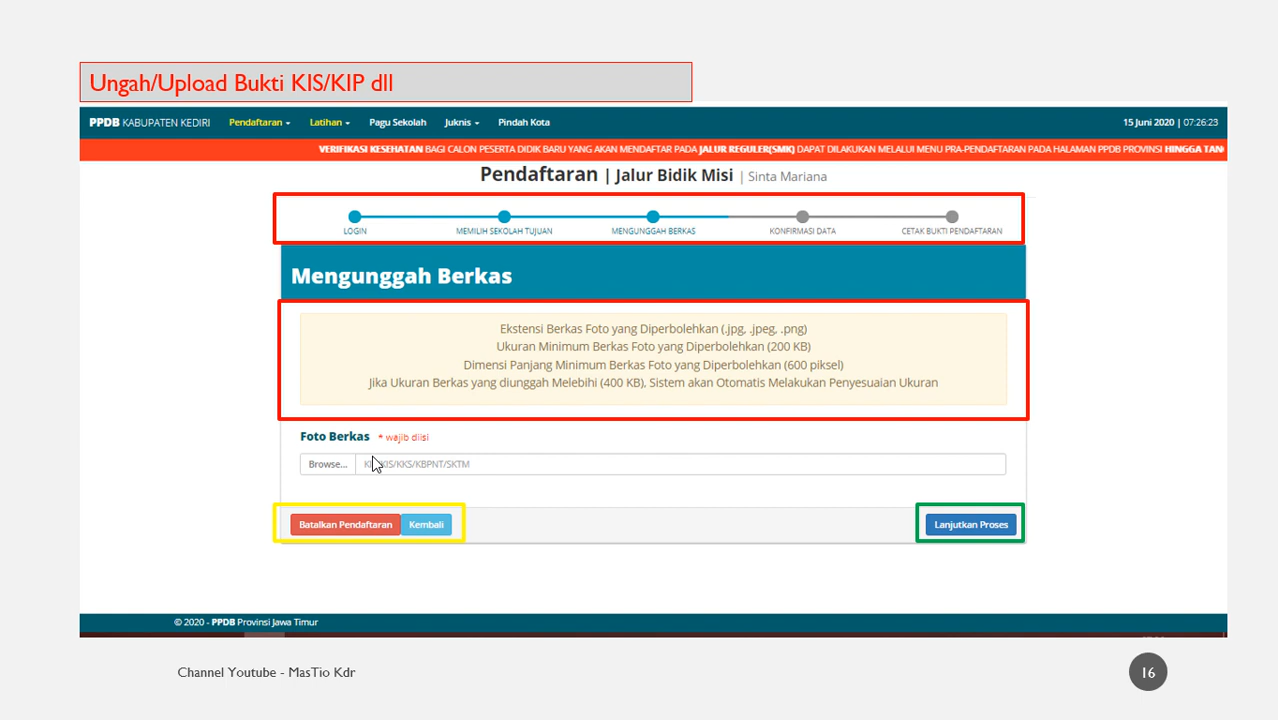 Ungah/Upload Bukti KIS/KIP dll
PPDB KABUPATEN KEDIRI Pendaftaran Latihan Pagu Sekolah Juknis Pindah Kota 15 Juni 2020 | 07:26:23
VERIFIKASI KESEHATAN BAGI CALON PESERTA DIDIK BARU YANG AKAN MENDAFTAR PADA JALUR REGULER(SMK) DAPAT DILAKUKAN MELALUI MENU PRA-PENDAFTARAN PADA HALAMAN PPDB PROVINSI HINGGA TAN
Pendaftaran | Jalur Bidik Misi | Sinta Mariana
LOGIN MEMILIH SEKOLAH TUJUAN MENGUNGGAH BERKAS KONFIRMASI DATA CETAK BUKTI PENDAFTARAN
Mengunggah Berkas
Ekstensi Berkas Foto yang Diperbolehkan (.jpg, .jpeg, .png)
Ukuran Minimum Berkas Foto yang Diperbolehkan (200 KB)
Dimensi Panjang Minimum Berkas Foto yang Diperbolehkan (600 piksel)
Jika Ukuran Berkas yang diunggah Melebihi (400 KB), Sistem akan Otomatis Melakukan Penyesuaian Ukuran
Foto Berkas * wajib diisi
Browse... /KIS/KKS/KBPNT/SKTM
Batalkan Pendaftaran Kembali Lanjutkan Proses
© 2020 - PPDB Provinsi Jawa Timur
Channel Youtube - MasTio Kdr
16